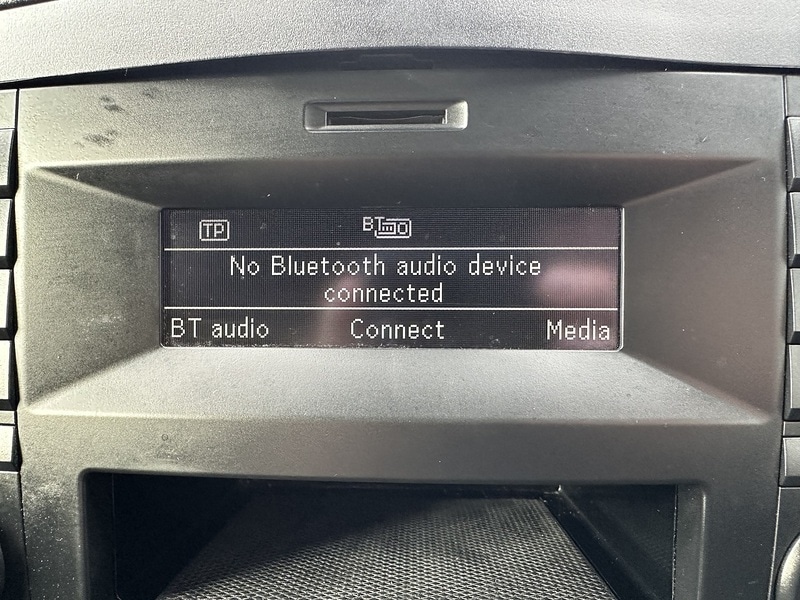 TP BT
No Bluetooth audio device
connected
BT audio Connect Media